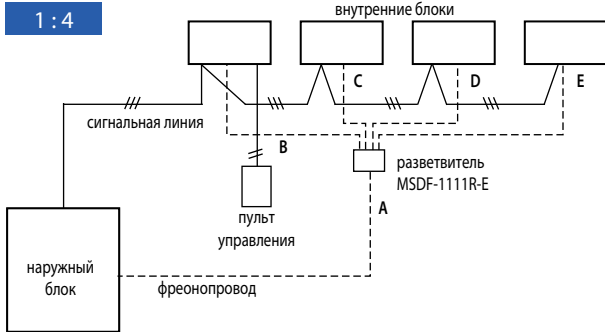 1 : 4
внутренние блоки
C
D
E
сигнальная линия
B
разветвитель
MSDF-1111R-E
A
пульт
управления
наружный
блок
фреонопровод